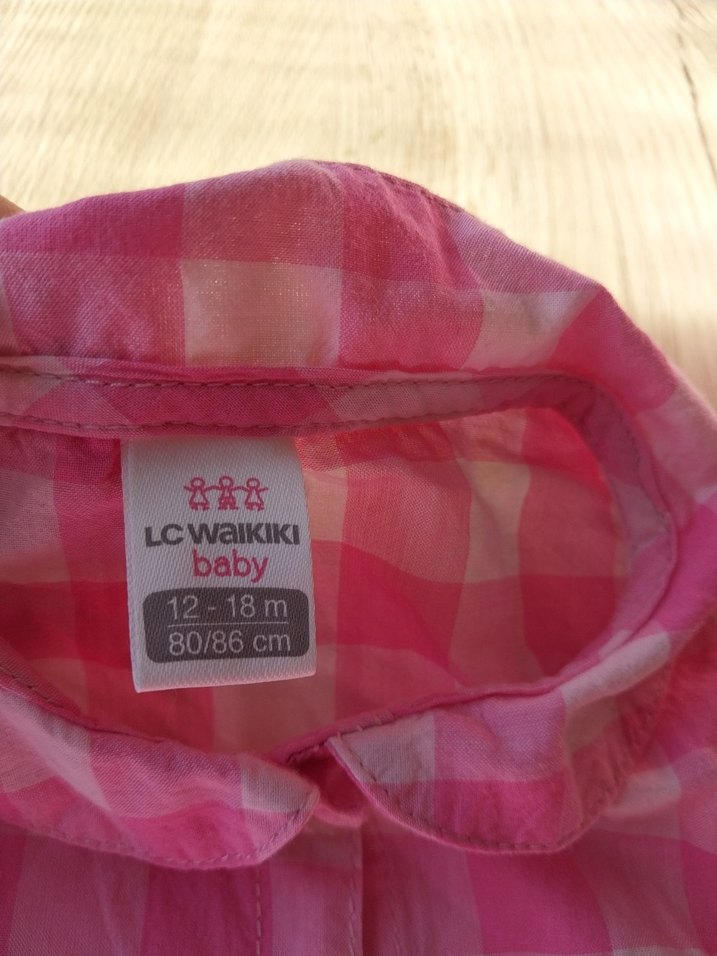 LC WAIKIKI
baby
12 - 18 m
80/86 cm